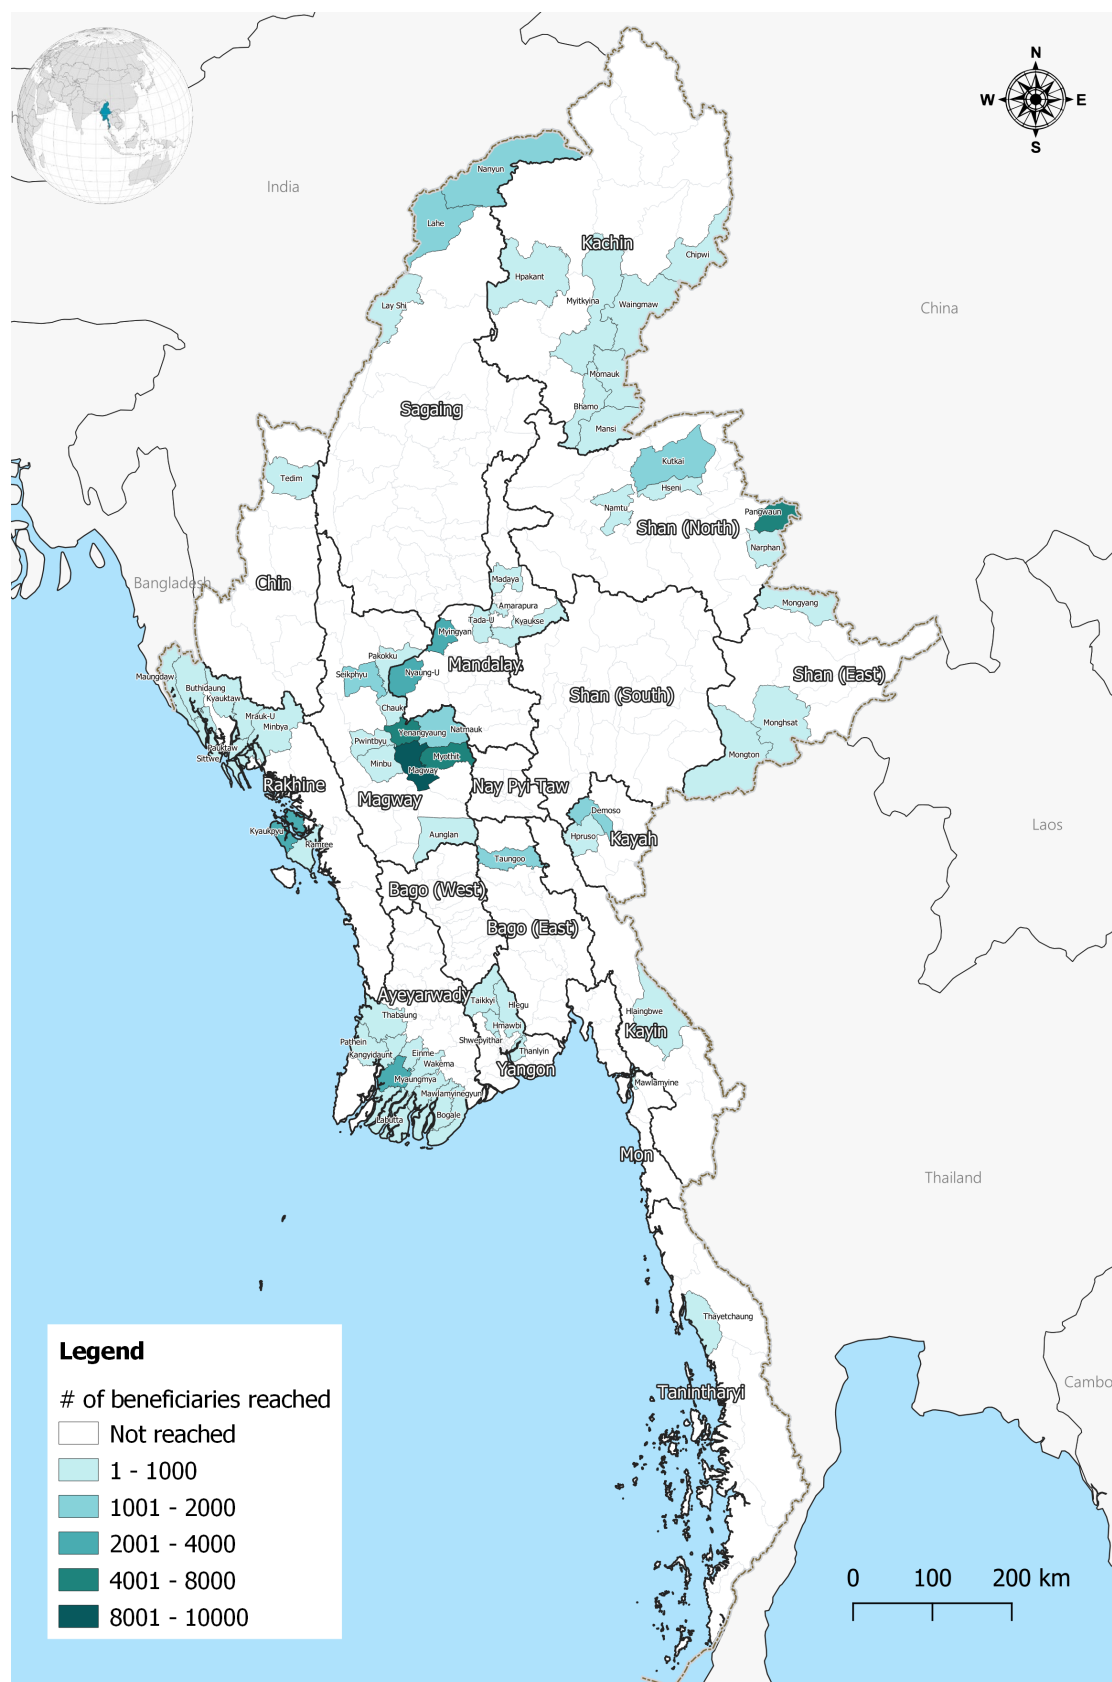 N
W
E
S
India
Nanyun
Lahe
Kachin
Chipwi
Hpakant
Lay Shi
Myitkyina
Waingmaw
China
Momauk
Sagaing
Bhamo
Mansi
Kutkai
Tedim
Hseni
Namtu
Pangwaun
Shan (North)
Narphan
Bangladesh
Chin
Madaya
Mongyang
Amarapura
Tada-U
Kyaukse
Myingyan
Pakokku
Mandalay
Maungdaw
Seikphyu
Nyaung-U
Shan (East)
Buthidaung
Kyauktaw
Shan (South)
Chauk
Mrauk-U
Monghsat
Minbya
Natmauk
Yenangyaung
Pwintbyu
Pauktaw
Mongton
Sittwe
Myothit
Minbu
Magway
Rakhine
Nay Pyi Taw
Magway
Demoso
Laos
Kyaukpyu
Aunglan
Hpruso
Kayah
Ramree
Taungoo
Bago (West)
Bago (East)
Ayeyarwady
Taikkyi
Hlegu
Thabaung
Hlaingbwe
Hmawbi
Kayin
Pathein
Shwepyithar
Kangyidaunt
Einme
Thanlyin
Wakema
Yangon
Myaungmya
Mawlamyine
Mawlamyinegyun
Labutta
Bogale
Mon
Thailand
Thayetchaung
Legend
Tanintharyi
Cambo
# of beneficiaries reached
Not reached
1 - 1000
1001 - 2000
2001 - 4000
4001 - 8000
8001 - 10000
0 100 200 km